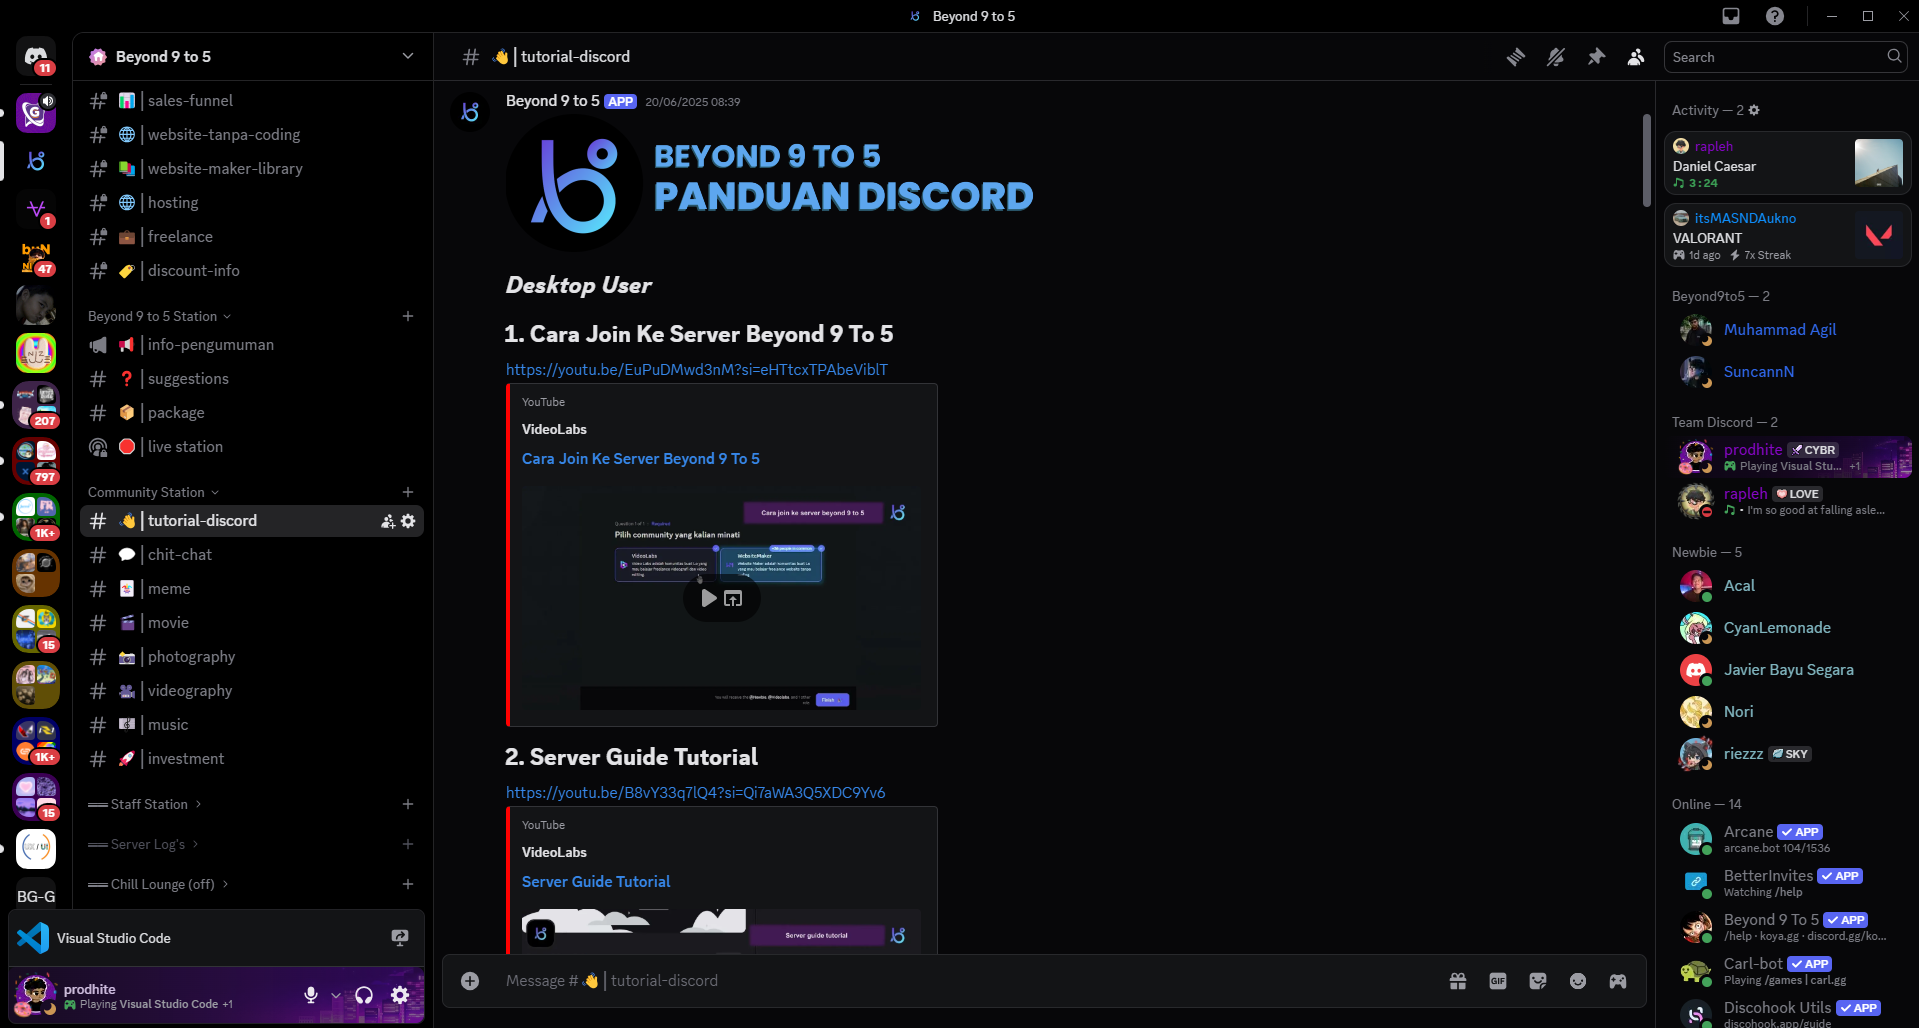 Beyond 9 to 5
11
1
47
207
797
1K+
15
1K+
15
UX / UI
BG-G
Beyond 9 to 5
sales-funnel
website-tanpa-coding
website-maker-library
hosting
freelance
discount-info
Beyond 9 to 5 Station
info-pengumuman
suggestions
package
live station
Community Station
tutorial-discord
chit-chat
meme
movie
photography
videography
music
investment
Staff Station
Server Log's
Chill Lounge (off)
Visual Studio Code
prodhite
Playing Visual Studio Code +1
# 👋│tutorial-discord
Beyond 9 to 5 APP 20/06/2025 08:39
BEYOND 9 TO 5
PANDUAN DISCORD
Desktop User
1. Cara Join Ke Server Beyond 9 To 5
https://youtu.be/EuPuDMwd3nM?si=eHTtcxTPAbeViblT
YouTube
VideoLabs
Cara Join Ke Server Beyond 9 To 5
Cara join ke server beyond 9 to 5
Question 1 of 1 Required
Pilih community yang kalian minati
VideoLabs
WebsiteMaker
Finish
2. Server Guide Tutorial
https://youtu.be/B8vY33q7lQ4?si=Qi7aWA3Q5XDC9Yv6
YouTube
VideoLabs
Server Guide Tutorial
Server guide tutorial
Message #👋│tutorial-discord
GIF
Search
Activity — 2
rapleh
Daniel Caesar
3:24
itsMASNDAukno
VALORANT
1d ago 7x Streak
Beyond9to5 — 2
Muhammad Agil
SuncannN
Team Discord — 2
prodhite CYBR
Playing Visual Stu... +1
rapleh LOVE
• I'm so good at falling asle...
Newbie — 5
Acal
CyanLemonade
Javier Bayu Segara
Nori
riezzz SKY
Online — 14
Arcane ✓ APP
arcane.bot 104/1536
BetterInvites ✓ APP
Watching /help
Beyond 9 To 5 ✓ APP
/help · koya.gg · discord.gg/ko...
Carl-bot ✓ APP
Playing /games | carl.gg
Discohook Utils ✓ APP
discohook.app/guide